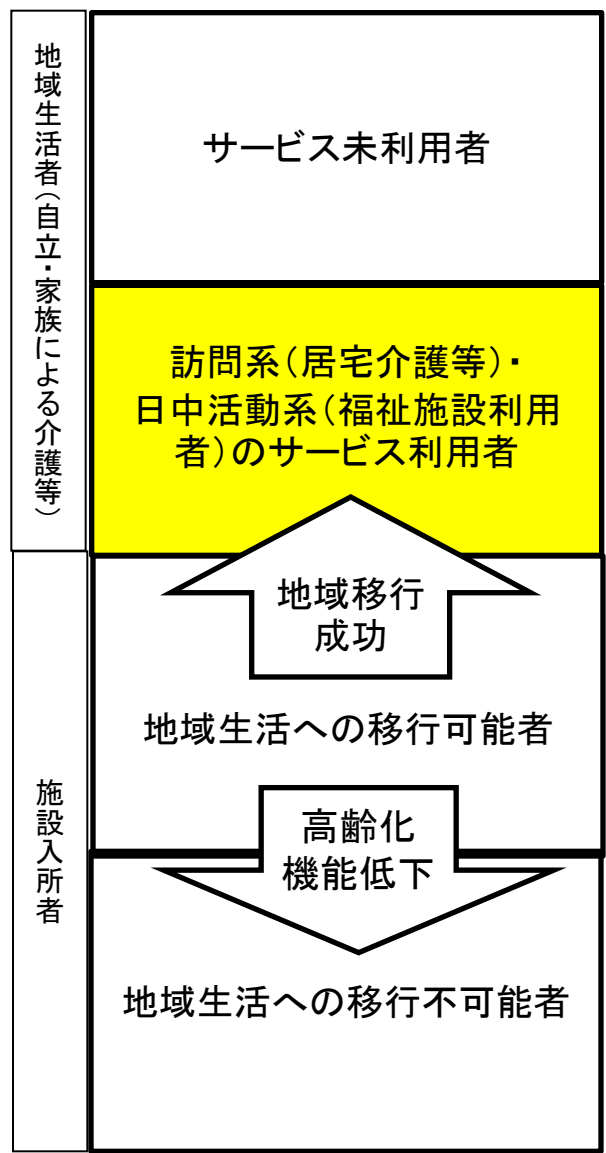 地域生活者（自立・家族による介護等）
サービス未利用者
訪問系（居宅介護等）・
日中活動系（福祉施設利用
者）のサービス利用者
地域移行
成功
地域生活への移行可能者
施設入所者
高齢化
機能低下
地域生活への移行不可能者